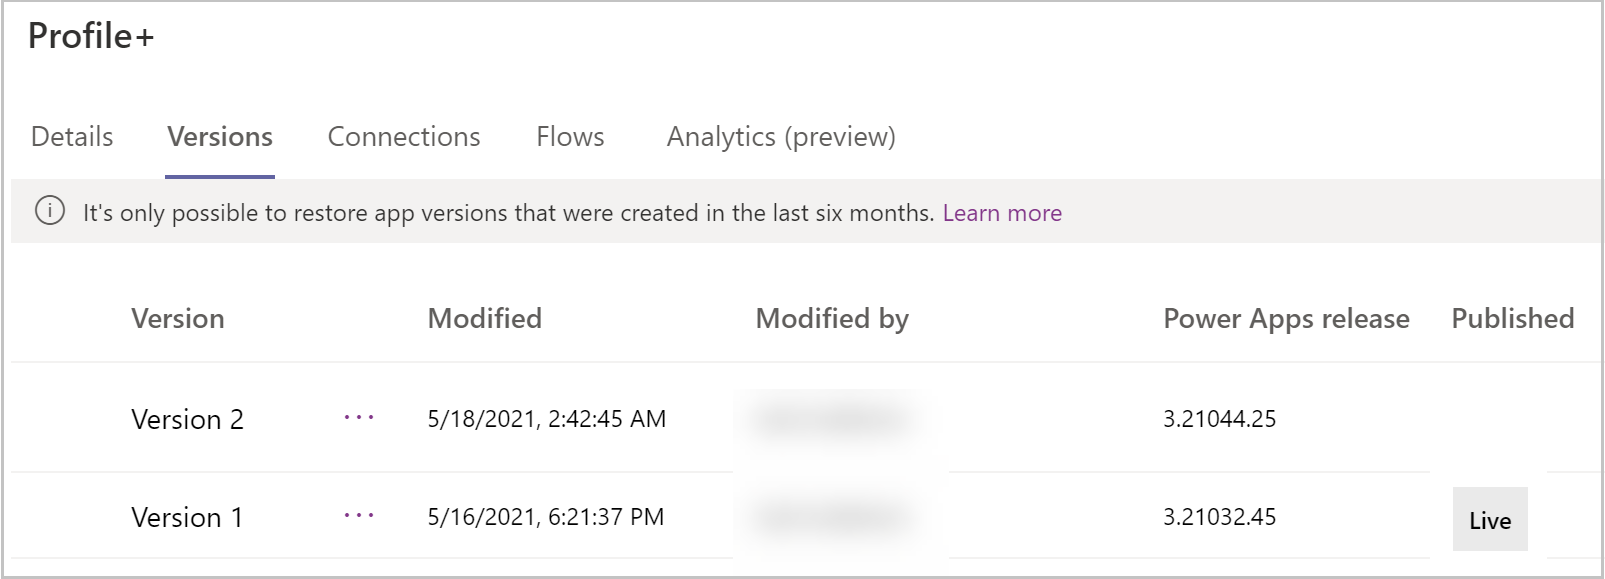 Profile+
Details Versions Connections Flows Analytics (preview)
It's only possible to restore app versions that were created in the last six months. Learn more
Version Modified Modified by Power Apps release Published
Version 2 ··· 5/18/2021, 2:42:45 AM 3.21044.25
Version 1 ··· 5/16/2021, 6:21:37 PM 3.21032.45 Live